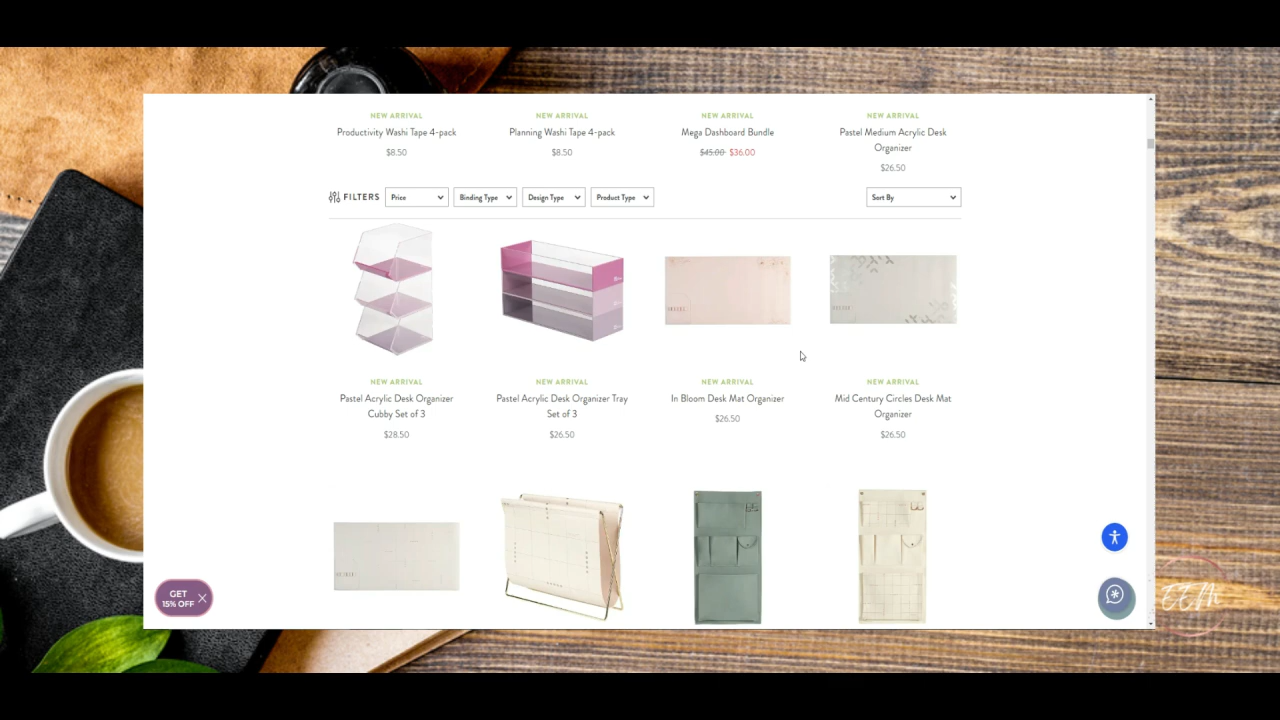 NEW ARRIVAL
Productivity Washi Tape 4-pack
$8.50
NEW ARRIVAL
Planning Washi Tape 4-pack
$8.50
NEW ARRIVAL
Mega Dashboard Bundle
$45.00 $36.00
NEW ARRIVAL
Pastel Medium Acrylic Desk
Organizer
$26.50
FILTERS
Price
Binding Type
Design Type
Product Type
Sort By
NEW ARRIVAL
Pastel Acrylic Desk Organizer
Cubby Set of 3
$28.50
NEW ARRIVAL
Pastel Acrylic Desk Organizer Tray
Set of 3
$26.50
NEW ARRIVAL
In Bloom Desk Mat Organizer
$26.50
NEW ARRIVAL
Mid Century Circles Desk Mat
Organizer
$26.50
GET
15% OFF
EEM